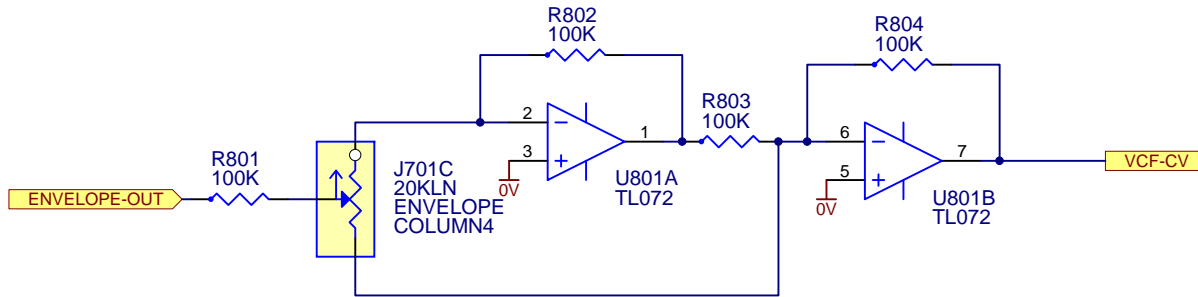 R802
100K
R804
100K
R803
100K
2
3
1
6
5
7
0V
0V
R801
100K
ENVELOPE-OUT
J701C
20KLN
ENVELOPE
COLUMN4
U801A
TL072
U801B
TL072
VCF-CV